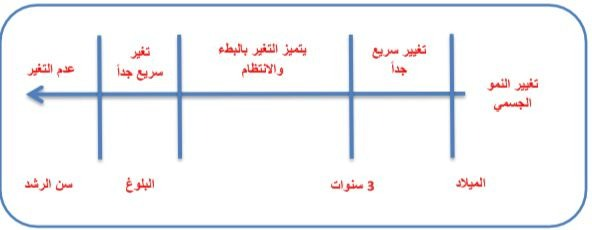 تغيير النمو
الجسمي
تغيير سريع
جداً
يتميز التغير بالبطء
والانتظام
تغير
سريع جداً
عدم التغير
الميلاد
3 سنوات
البلوغ
سن الرشد